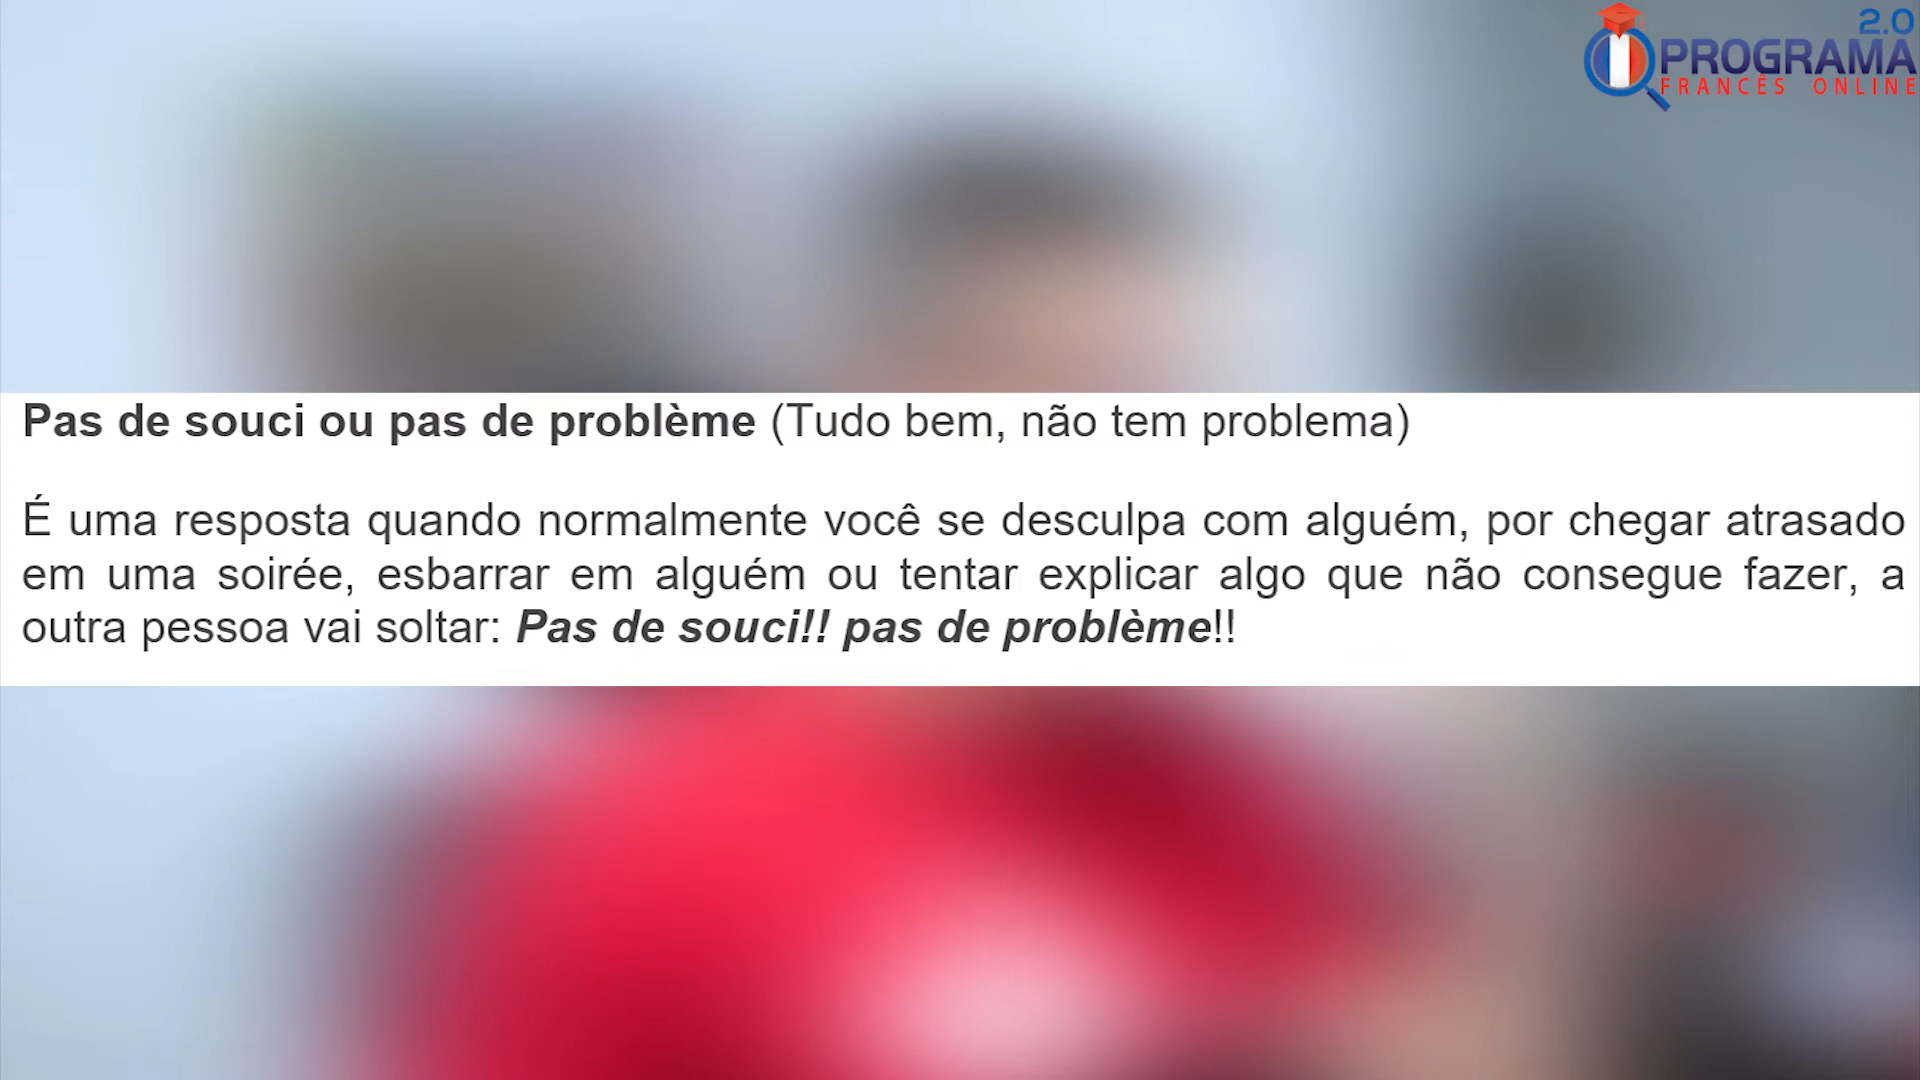 2.0
PROGRAMA
FRANCÊS ONLINE
Pas de souci ou pas de problème (Tudo bem, não tem problema)
É uma resposta quando normalmente você se desculpa com alguém, por chegar atrasado
em uma soirée, esbarrar em alguém ou tentar explicar algo que não consegue fazer, a
outra pessoa vai soltar: Pas de souci!! pas de problème!!